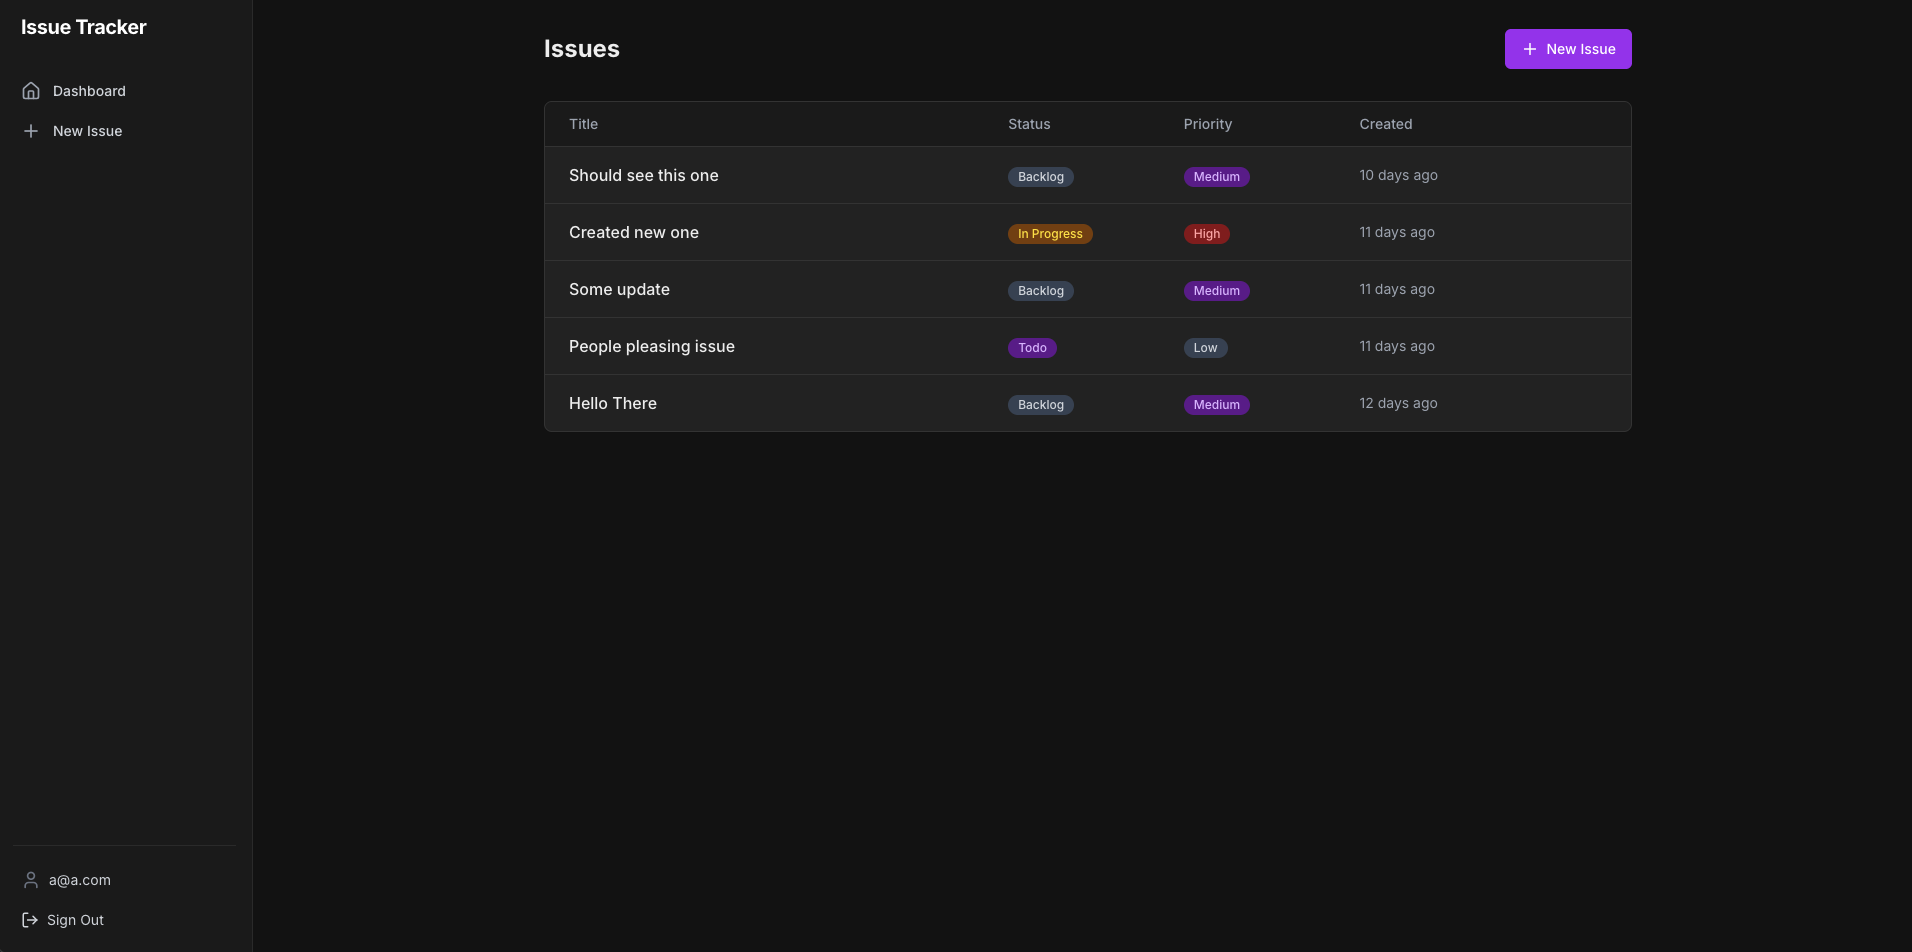 Issue Tracker
Dashboard
New Issue
a@a.com
Sign Out
Issues
New Issue
Title Status Priority Created
Should see this one Backlog Medium 10 days ago
Created new one In Progress High 11 days ago
Some update Backlog Medium 11 days ago
People pleasing issue Todo Low 11 days ago
Hello There Backlog Medium 12 days ago